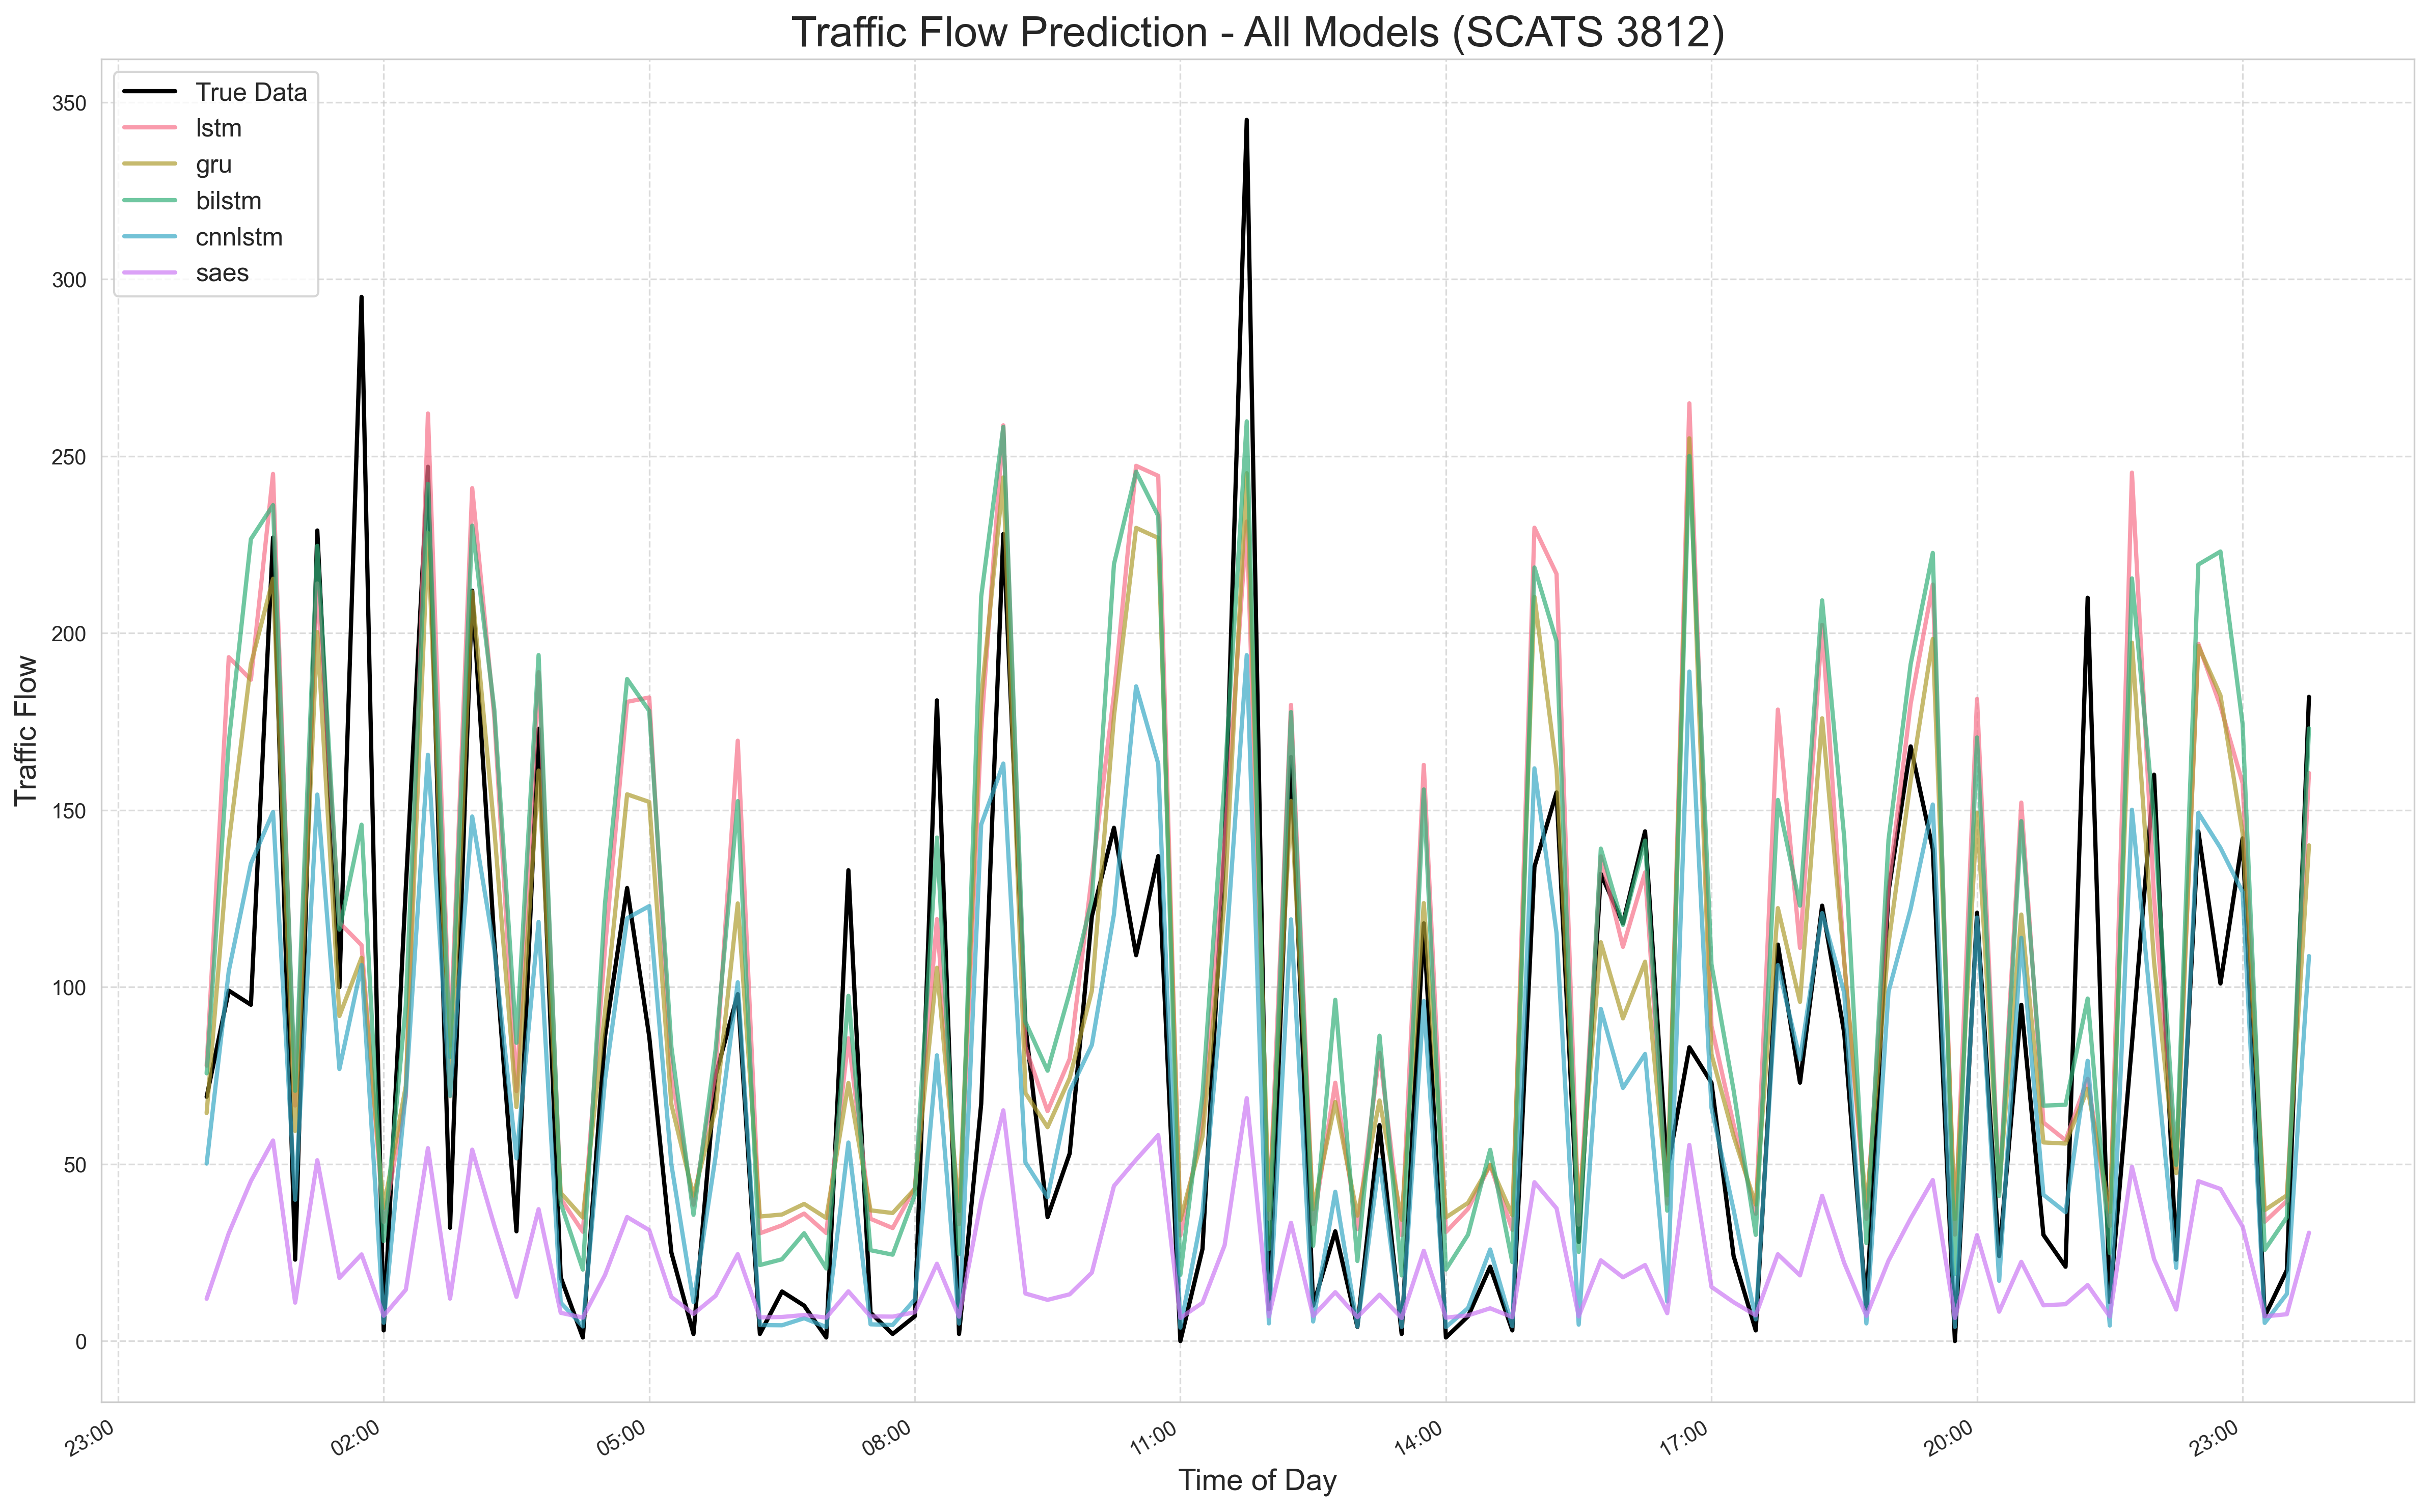 Traffic Flow Prediction - All Models (SCATS 3812)
True Data
lstm
gru
bilstm
cnnlstm
saes
350
300
250
200
150
100
50
0
Traffic Flow
23:00
02:00
05:00
08:00
11:00
14:00
17:00
20:00
23:00
Time of Day